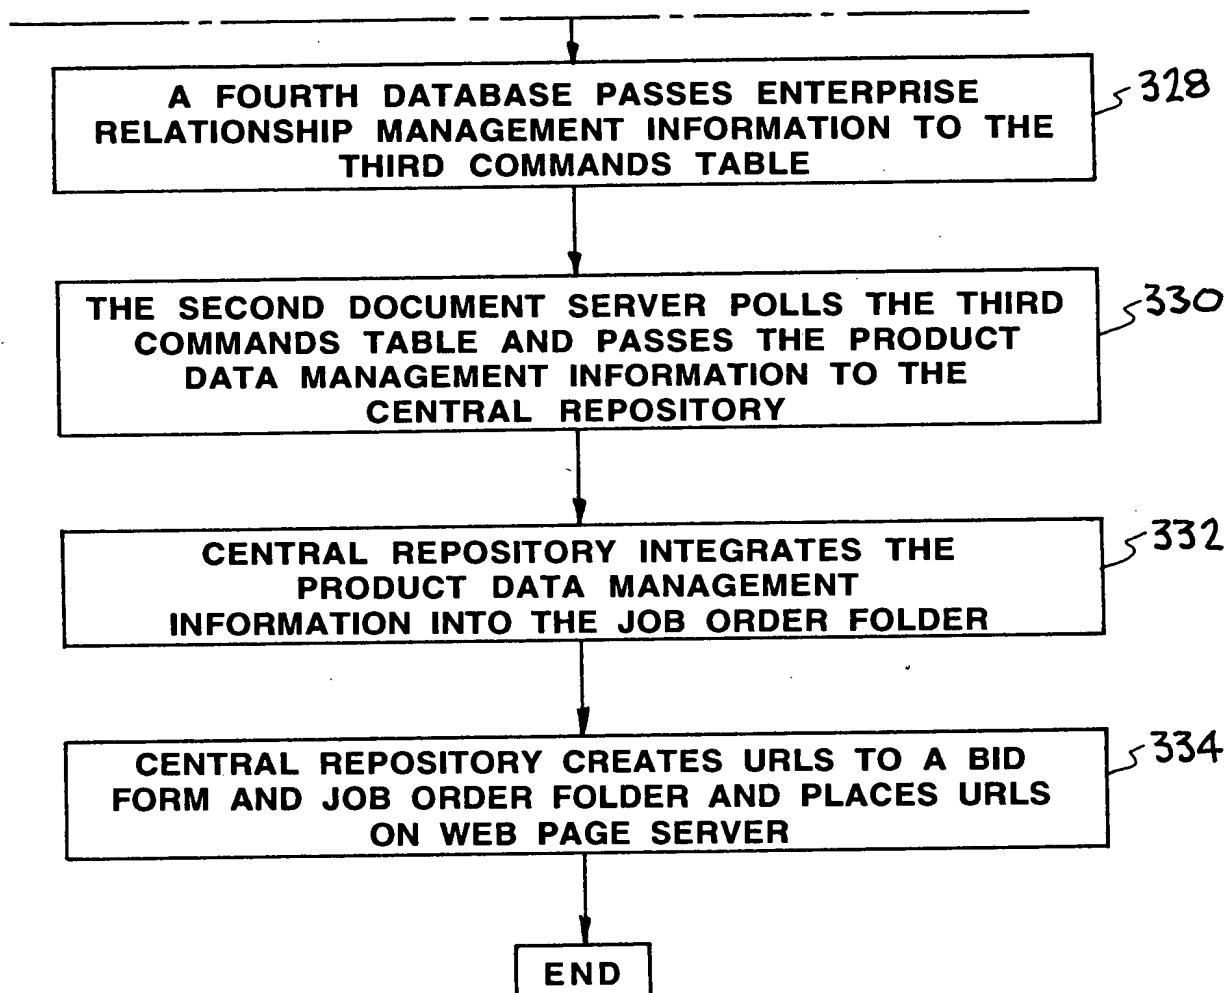 A FOURTH DATABASE PASSES ENTERPRISE
RELATIONSHIP MANAGEMENT INFORMATION TO THE
THIRD COMMANDS TABLE
328
THE SECOND DOCUMENT SERVER POLLS THE THIRD
COMMANDS TABLE AND PASSES THE PRODUCT
DATA MANAGEMENT INFORMATION TO THE
CENTRAL REPOSITORY
330
CENTRAL REPOSITORY INTEGRATES THE
PRODUCT DATA MANAGEMENT
INFORMATION INTO THE JOB ORDER FOLDER
332
CENTRAL REPOSITORY CREATES URLS TO A BID
FORM AND JOB ORDER FOLDER AND PLACES URLS
ON WEB PAGE SERVER
334
END